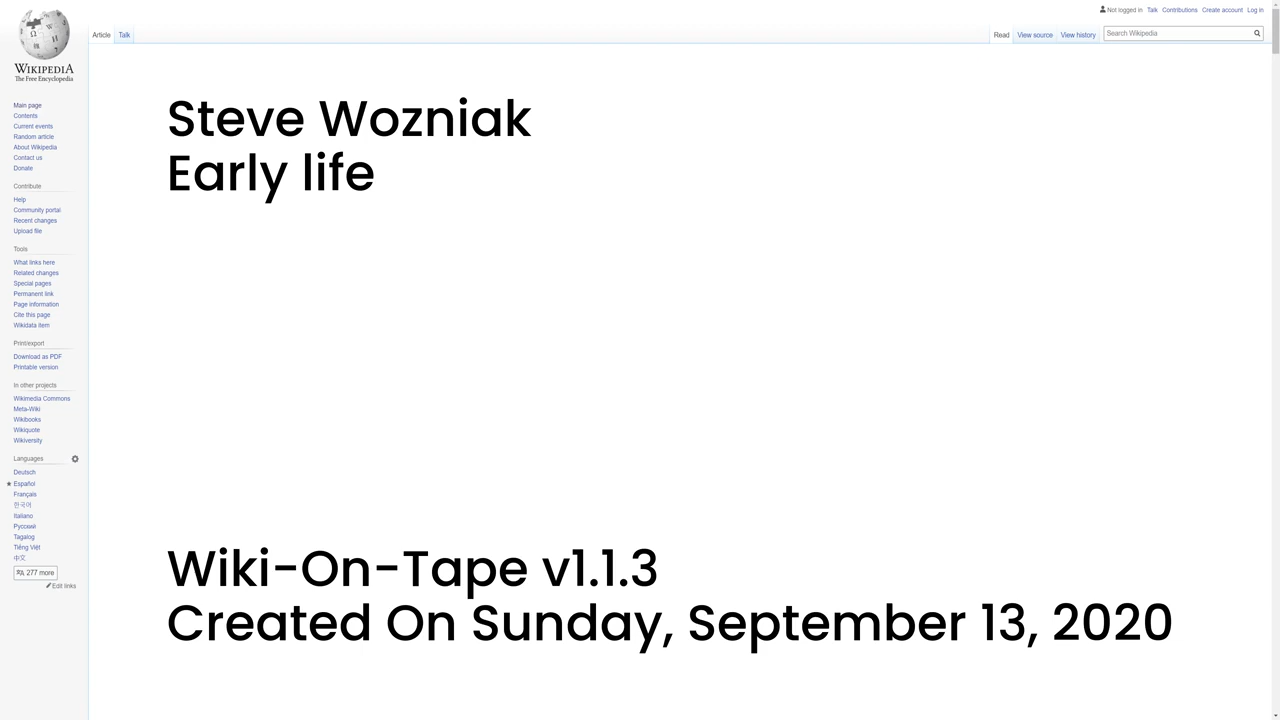 Not logged in Talk Contributions Create account Log in
Article Talk Read View source View history Search Wikipedia
WIKIPEDIA
The Free Encyclopedia
Main page
Contents
Current events
Random article
About Wikipedia
Contact us
Donate
Contribute
Help
Community portal
Recent changes
Upload file
Tools
What links here
Related changes
Special pages
Permanent link
Page information
Cite this page
Wikidata item
Print/export
Download as PDF
Printable version
In other projects
Wikimedia Commons
Meta-Wiki
Wikibooks
Wikiquote
Wikiversity
Languages
Deutsch
Español
Français
한국어
Italiano
Русский
Tagalog
Tiếng Việt
中文
277 more
Edit links
Steve Wozniak
Early life
Wiki-On-Tape v1.1.3
Created On Sunday, September 13, 2020